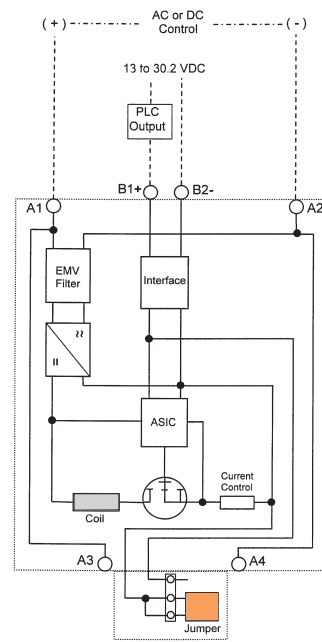 AC or DC
(+)
(-)
Control
13 to 30.2 VDC
PLC
Output
B1+
B2-
A1
A2
EMV
Filter
Interface
ASIC
Current
Control
Coil
A3
A4
Jumper